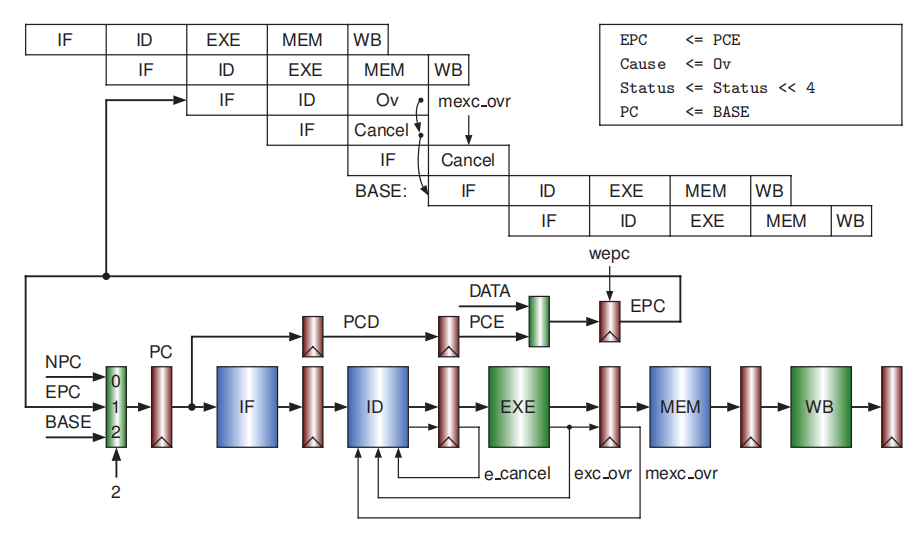 IF ID EXE MEM WB
IF ID EXE MEM WB
IF ID Ov mexc_ovr
IF Cancel
IF Cancel
BASE: IF ID EXE MEM WB
IF ID EXE MEM WB
EPC <= PCE
Cause <= Ov
Status <= Status << 4
PC <= BASE
wepc
DATA
EPC
PCD PCE
NPC PC
EPC
BASE
0
1
2
IF ID EXE MEM WB
e_cancel exc_ovr mexc_ovr
2